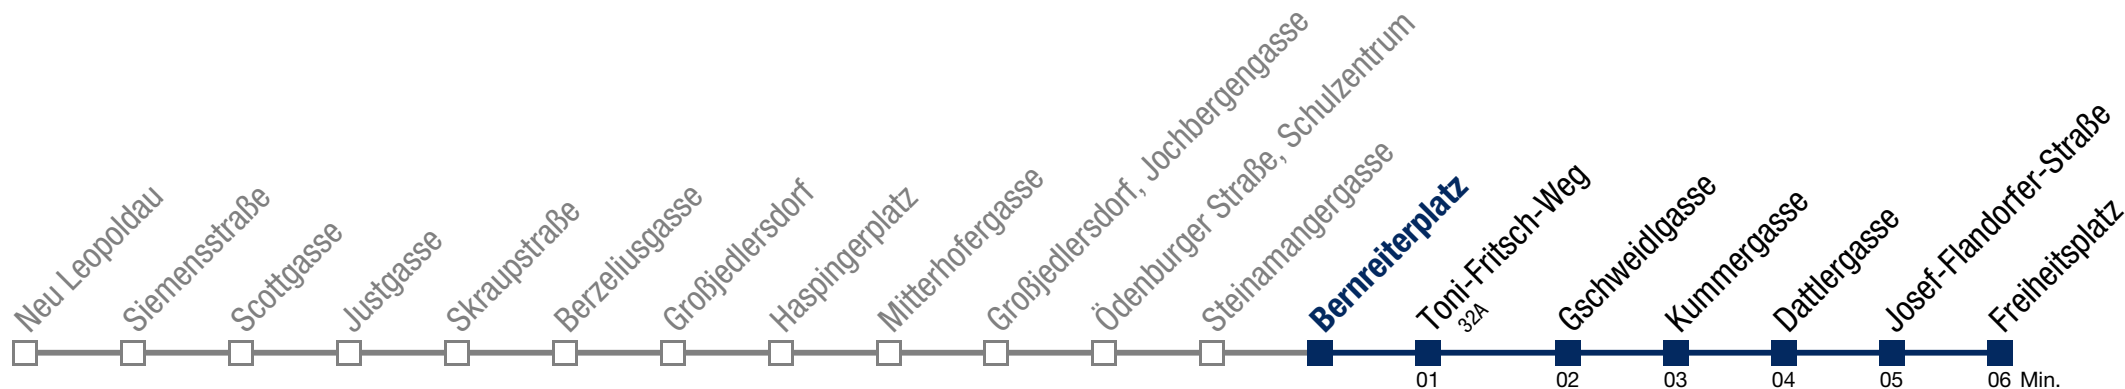 Neu Leopoldau
Siemensstraße
Scottgasse
Justgasse
Skraupstraße
Berzeliusgasse
Großjedlersdorf
Haspingerplatz
Mitterhofergasse
Großjedlersdorf, Jochbergengasse
Ödenburger Straße, Schulzentrum
Steinamangergasse
Bernreiterplatz
Toni-Fritsch-Weg
32A
Gschweidlgasse
Kummergasse
Dattlergasse
Josef-Flandorfer-Straße
Freiheitsplatz
01 02 03 04 05 06 Min.